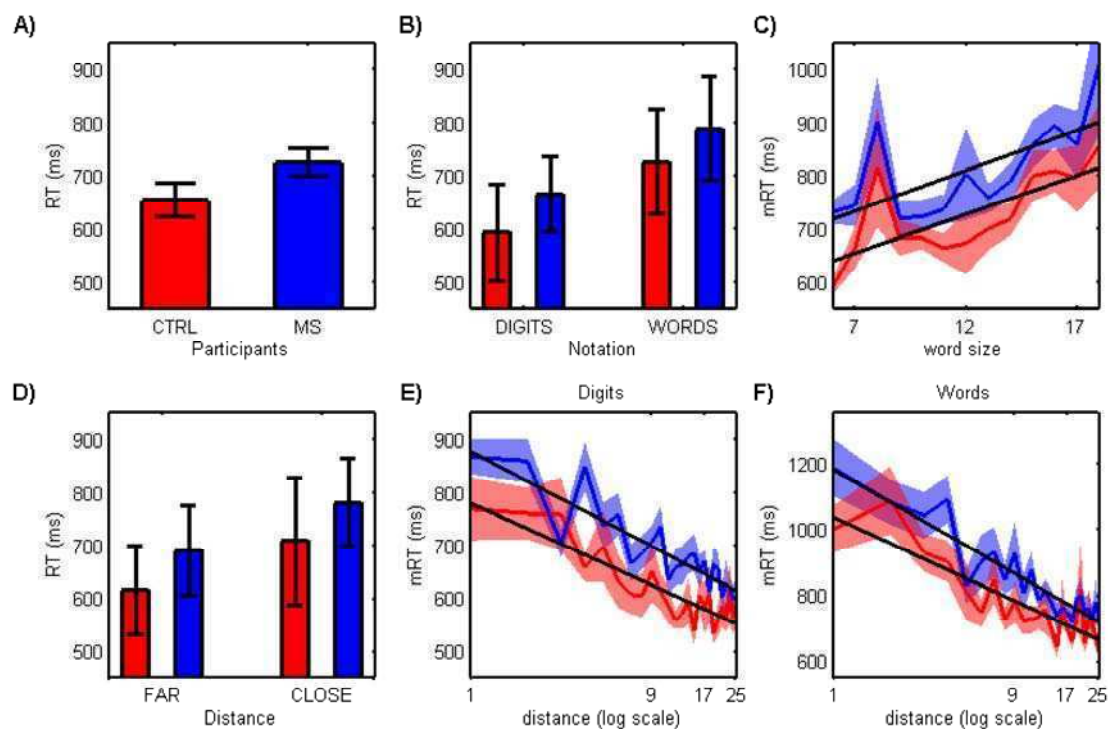 A)
RT (ms)
900
800
700
600
500
CTRL
MS
Participants
B)
RT (ms)
900
800
700
600
500
DIGITS
WORDS
Notation
C)
mRT (ms)
1000
900
800
700
600
7
12
17
word size
D)
RT (ms)
900
800
700
600
500
FAR
CLOSE
Distance
E)
Digits
mRT (ms)
900
800
700
600
500
1
9
17
25
distance (log scale)
F)
Words
mRT (ms)
1200
1000
800
600
1
9
17
25
distance (log scale)